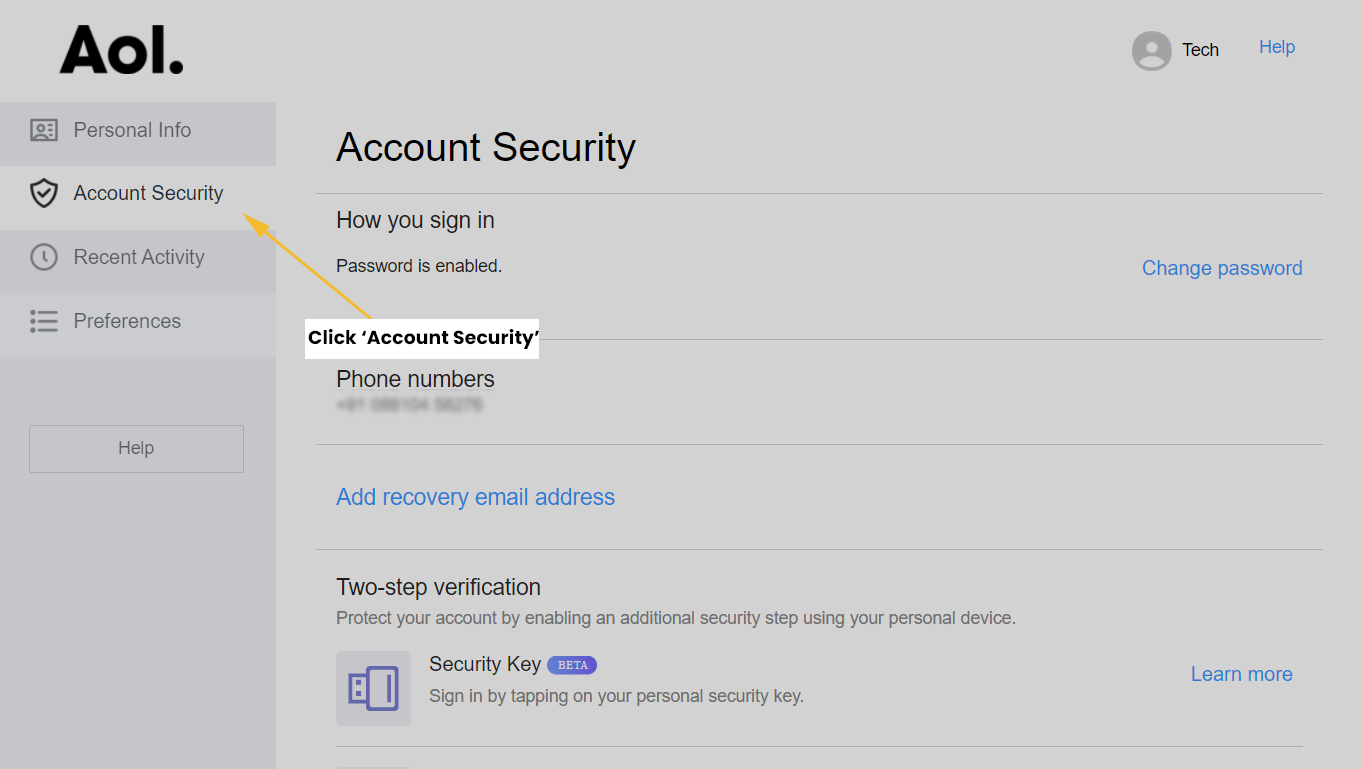 Aol.
Tech
Help
Personal Info
Account Security
Recent Activity
Preferences
Help
Account Security
How you sign in
Password is enabled.
Change password
Click ‘Account Security’
Phone numbers
Add recovery email address
Two-step verification
Protect your account by enabling an additional security step using your personal device.
Security Key BETA
Sign in by tapping on your personal security key.
Learn more